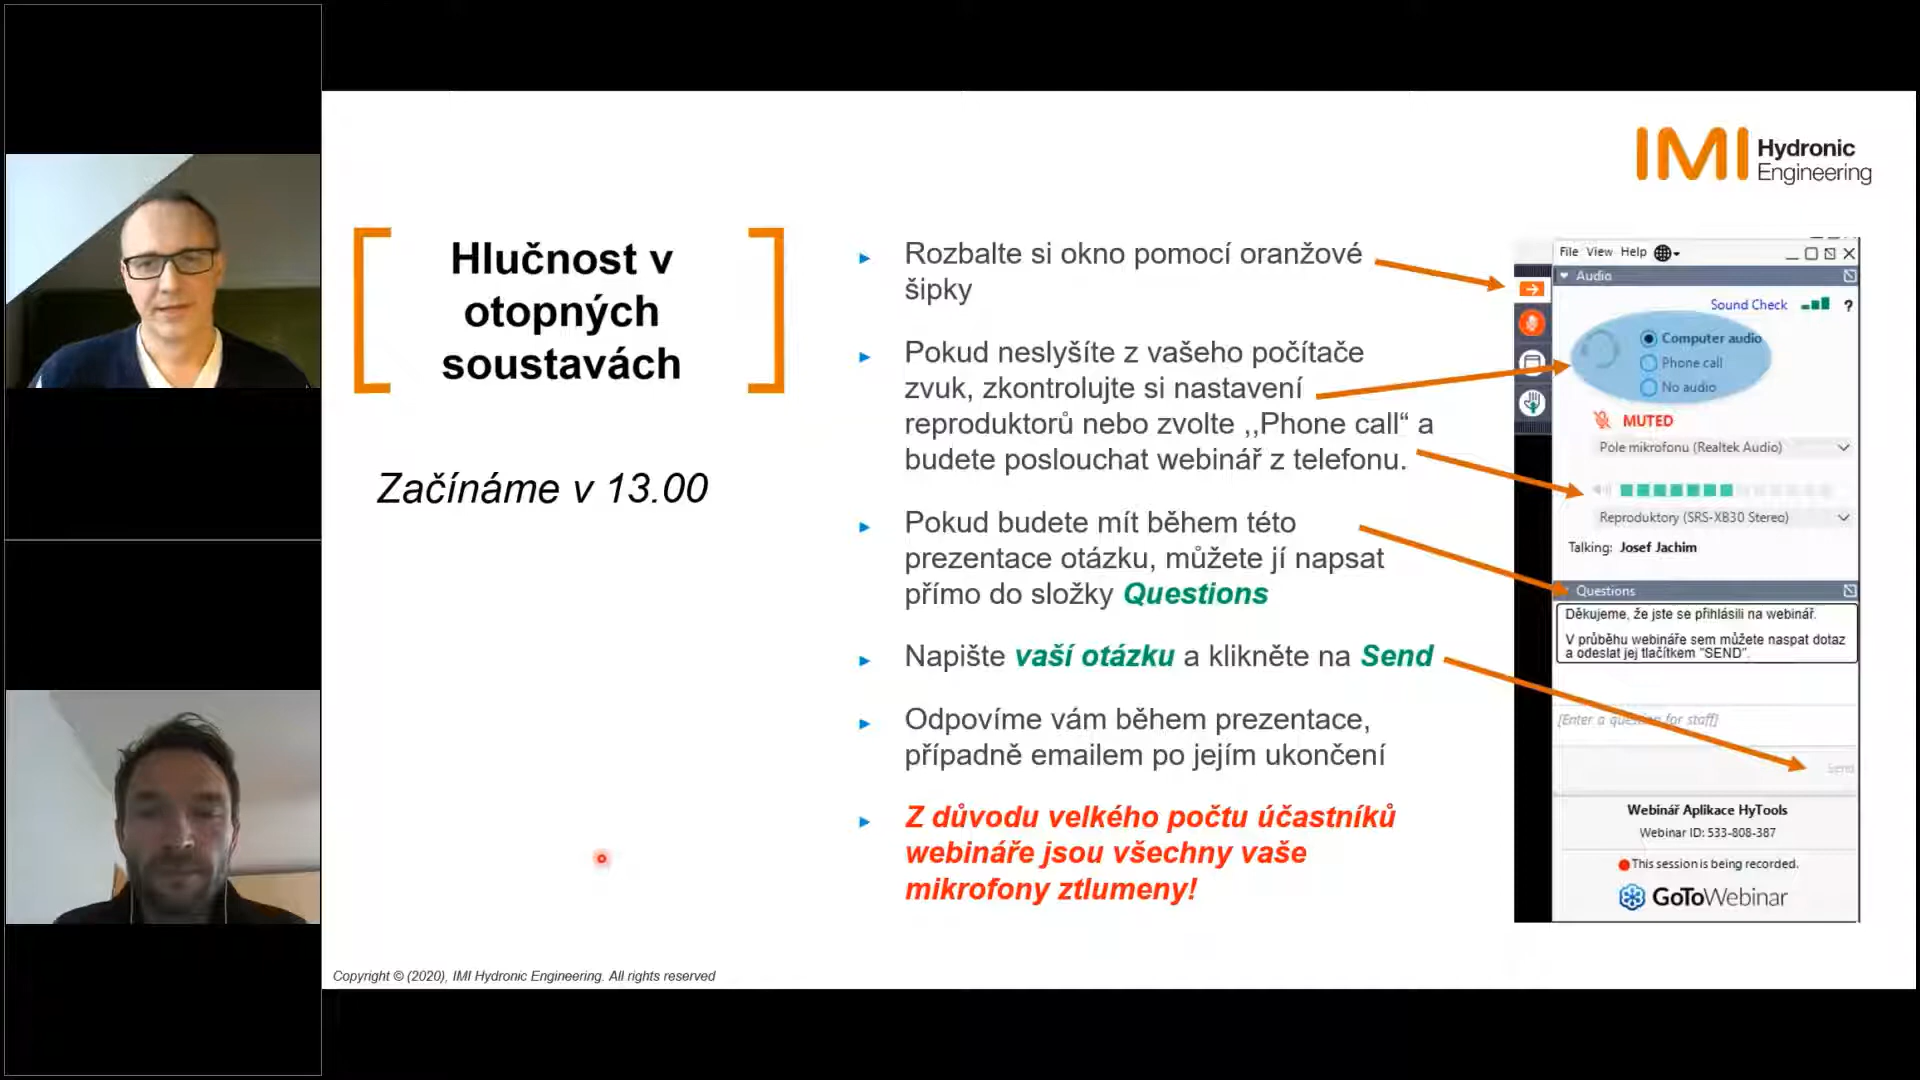 IMI Hydronic
Engineering
Hlučnost v
otopných
soustavách
Začínáme v 13.00
Rozbalte si okno pomocí oranžové
šipky
Pokud neslyšíte z vašeho počítače
zvuk, zkontrolujte si nastavení
reproduktorů nebo zvolte ,,Phone call“ a
budete poslouchat webinář z telefonu.
Pokud budete mít během této
prezentace otázku, můžete jí napsat
přímo do složky Questions
Napište vaší otázku a klikněte na Send
Odpovíme vám během prezentace,
případně emailem po jejím ukončení
Z důvodu velkého počtu účastníků
webináře jsou všechny vaše
mikrofony ztlumeny!
File View Help
Audio
Sound Check ?
Computer audio
Phone call
No audio
MUTED
Pole mikrofonu (Realtek Audio)
Reproduktory (SRS-XB30 Stereo)
Talking: Josef Jachim
Questions
Děkujeme, že jste se přihlásili na webinář.
V průběhu webináře sem můžete naspat dotaz
a odeslat jej tlačítkem "SEND".
[Enter a question for staff]
Send
Webinář Aplikace HyTools
Webinar ID: 533-808-387
This session is being recorded.
GoToWebinar
Copyright © (2020), IMI Hydronic Engineering. All rights reserved